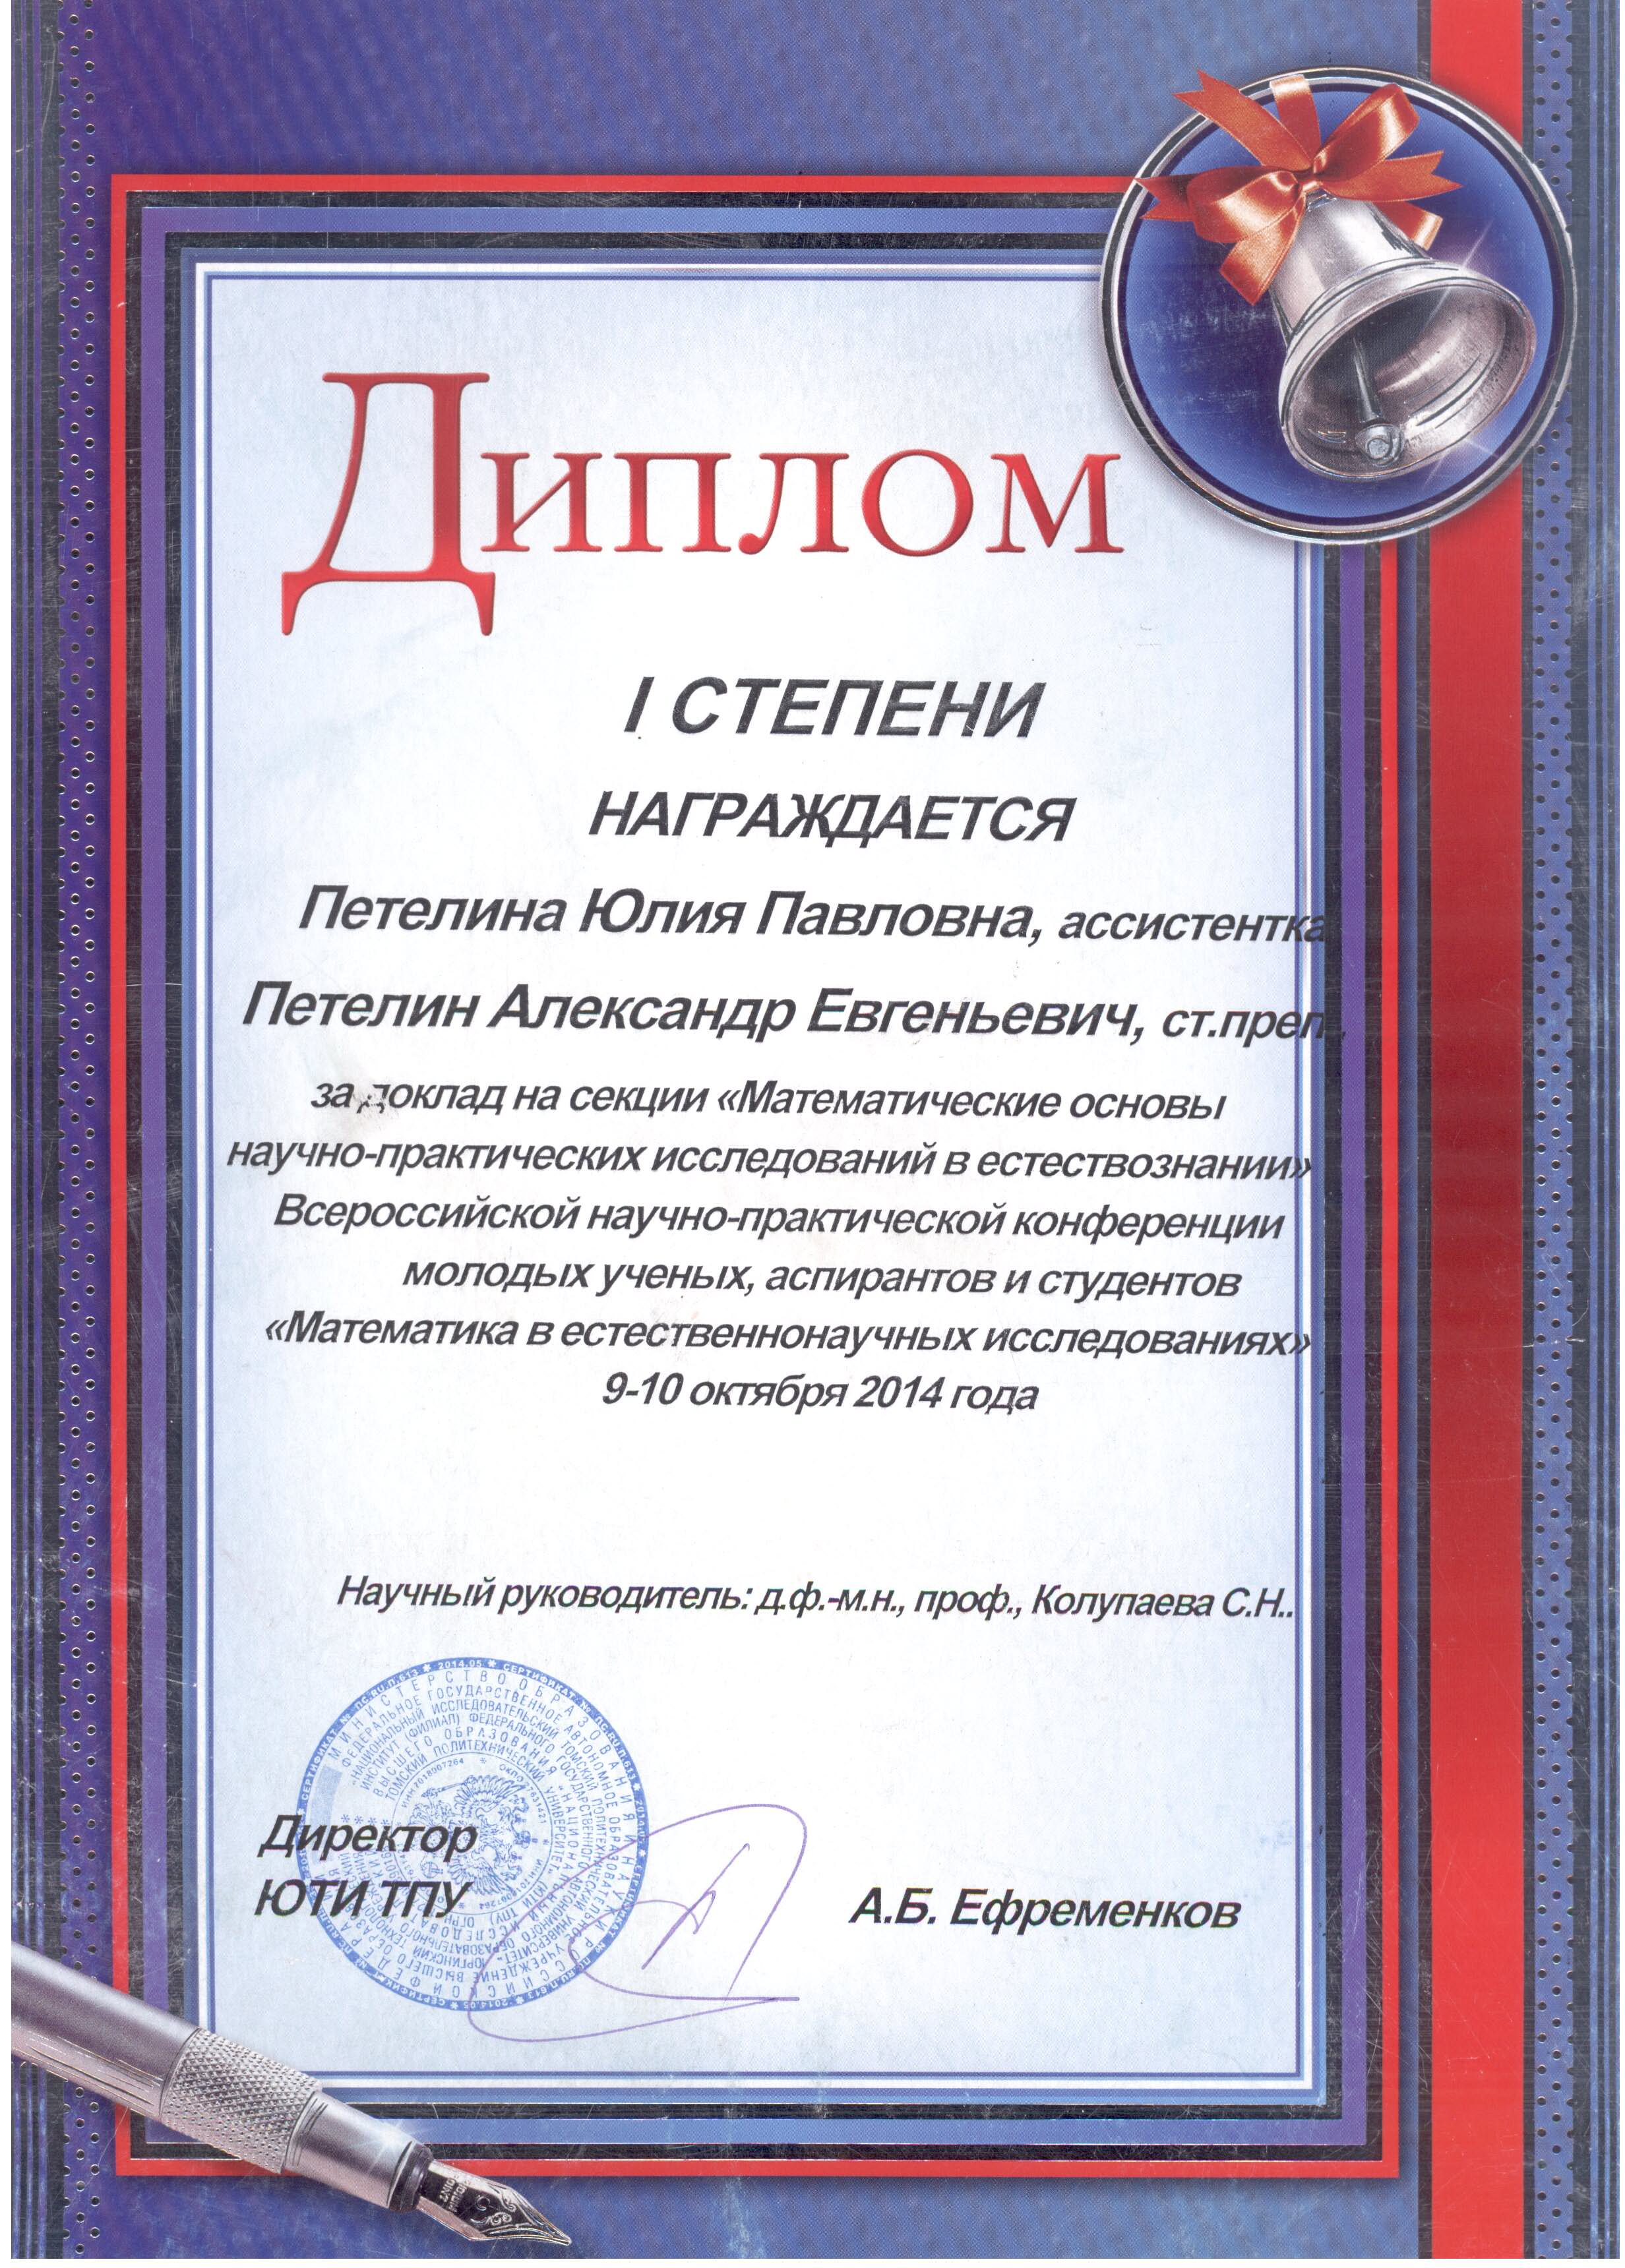 Диплом
I СТЕПЕНИ
НАГРАЖДАЕТСЯ
Петелина Юлия Павловна, ассистентка
Петелин Александр Евгеньевич, ст.преп.,
за доклад на секции «Математические основы
научно-практических исследований в естествознании»
Всероссийской научно-практической конференции
молодых ученых, аспирантов и студентов
«Математика в естественнонаучных исследованиях»
9-10 октября 2014 года
Научный руководитель: д.ф.-м.н., проф., Колупаева С.Н..
Директор
ЮТИ ТПУ
А.Б. Ефременков